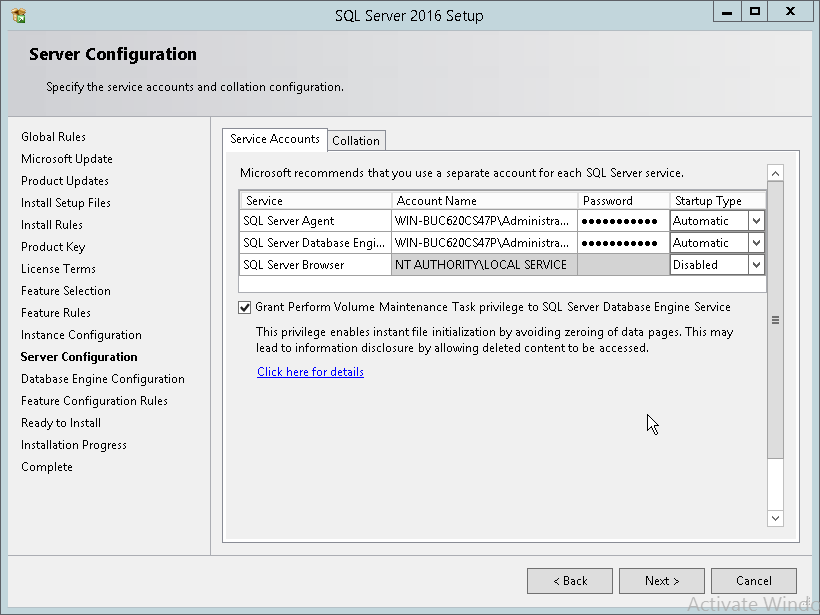 SQL Server 2016 Setup
Server Configuration
Specify the service accounts and collation configuration.
Global Rules
Microsoft Update
Product Updates
Install Setup Files
Install Rules
Product Key
License Terms
Feature Selection
Feature Rules
Instance Configuration
Server Configuration
Database Engine Configuration
Feature Configuration Rules
Ready to Install
Installation Progress
Complete
Service Accounts Collation
Microsoft recommends that you use a separate account for each SQL Server service.
Service Account Name Password Startup Type
SQL Server Agent WIN-BUC620CS47P\Administra... ●●●●●●●●●●● Automatic
SQL Server Database Engi... WIN-BUC620CS47P\Administra... ●●●●●●●●●●● Automatic
SQL Server Browser NT AUTHORITY\LOCAL SERVICE Disabled
Grant Perform Volume Maintenance Task privilege to SQL Server Database Engine Service
This privilege enables instant file initialization by avoiding zeroing of data pages. This may
lead to information disclosure by allowing deleted content to be accessed.
Click here for details
< Back Next > Cancel
Activate Windo